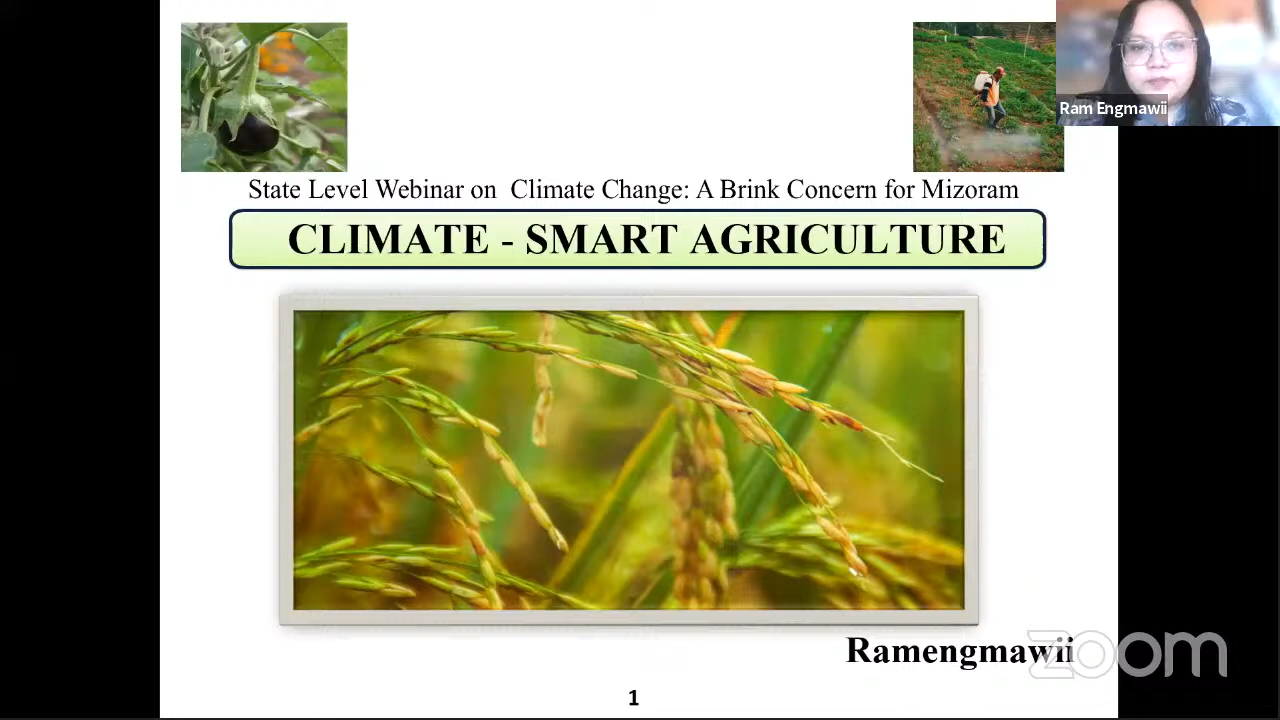 Ram Engmawii
State Level Webinar on Climate Change: A Brink Concern for Mizoram
CLIMATE - SMART AGRICULTURE
Ramengmawii
zoom
1